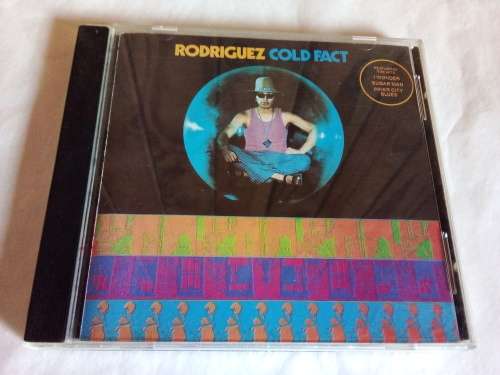 RODRIGUEZ COLD FACT
FEATURING
THE HITS
I WONDER
SUGAR MAN
INNER CITY
BLUES